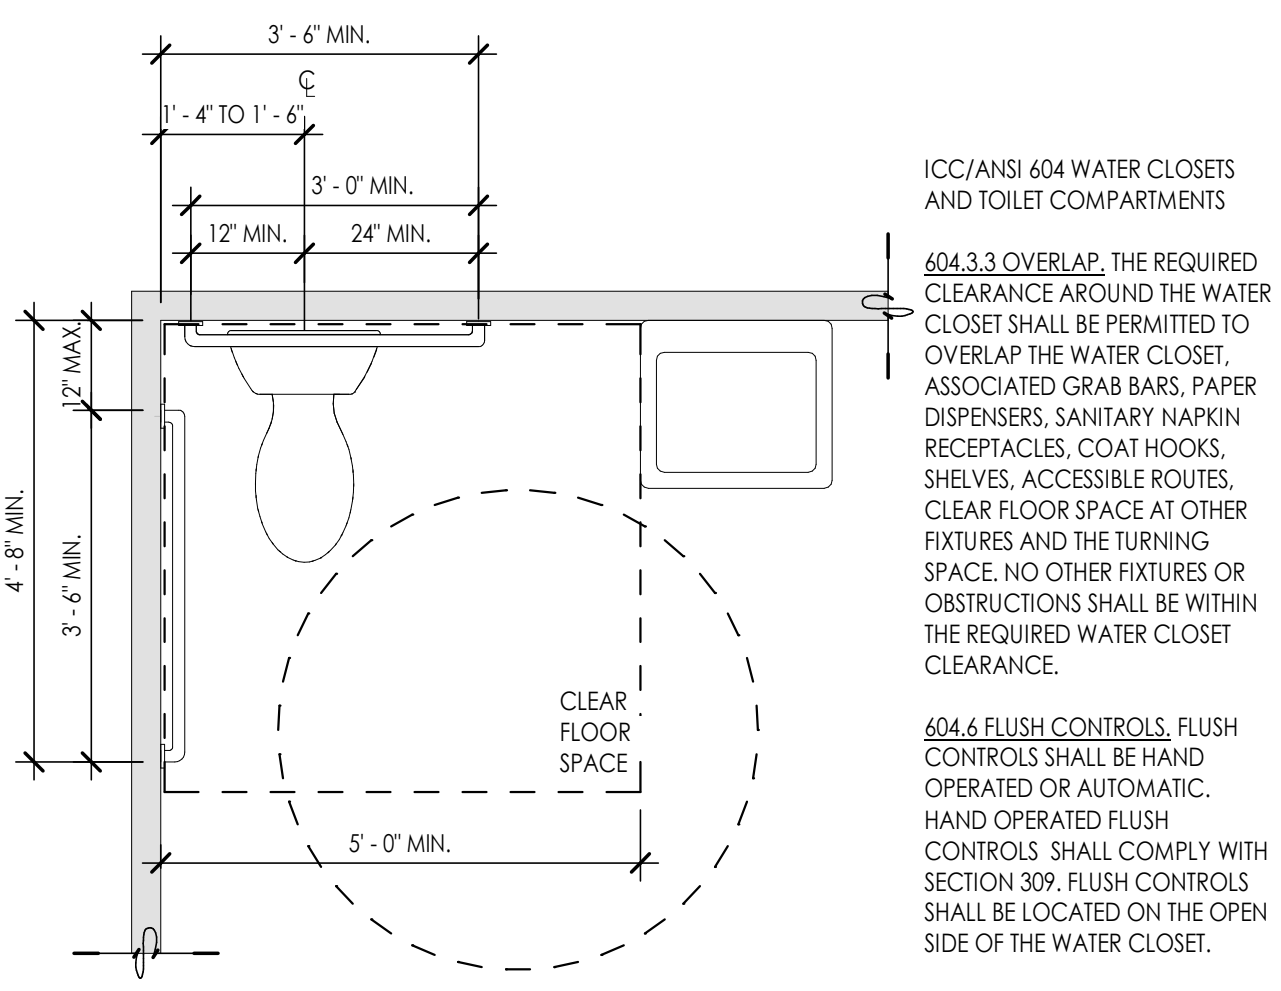 3' - 6" MIN.
℄
1' - 4" TO 1' - 6"
3' - 0" MIN.
12" MIN.
24" MIN.
12" MAX.
4' - 8" MIN.
3' - 6" MIN.
CLEAR
FLOOR
SPACE
5' - 0" MIN.
ICC/ANSI 604 WATER CLOSETS
AND TOILET COMPARTMENTS
604.3.3 OVERLAP. THE REQUIRED
CLEARANCE AROUND THE WATER
CLOSET SHALL BE PERMITTED TO
OVERLAP THE WATER CLOSET,
ASSOCIATED GRAB BARS, PAPER
DISPENSERS, SANITARY NAPKIN
RECEPTACLES, COAT HOOKS,
SHELVES, ACCESSIBLE ROUTES,
CLEAR FLOOR SPACE AT OTHER
FIXTURES AND THE TURNING
SPACE. NO OTHER FIXTURES OR
OBSTRUCTIONS SHALL BE WITHIN
THE REQUIRED WATER CLOSET
CLEARANCE.
604.6 FLUSH CONTROLS. FLUSH
CONTROLS SHALL BE HAND
OPERATED OR AUTOMATIC.
HAND OPERATED FLUSH
CONTROLS  SHALL COMPLY WITH
SECTION 309. FLUSH CONTROLS
SHALL BE LOCATED ON THE OPEN
SIDE OF THE WATER CLOSET.